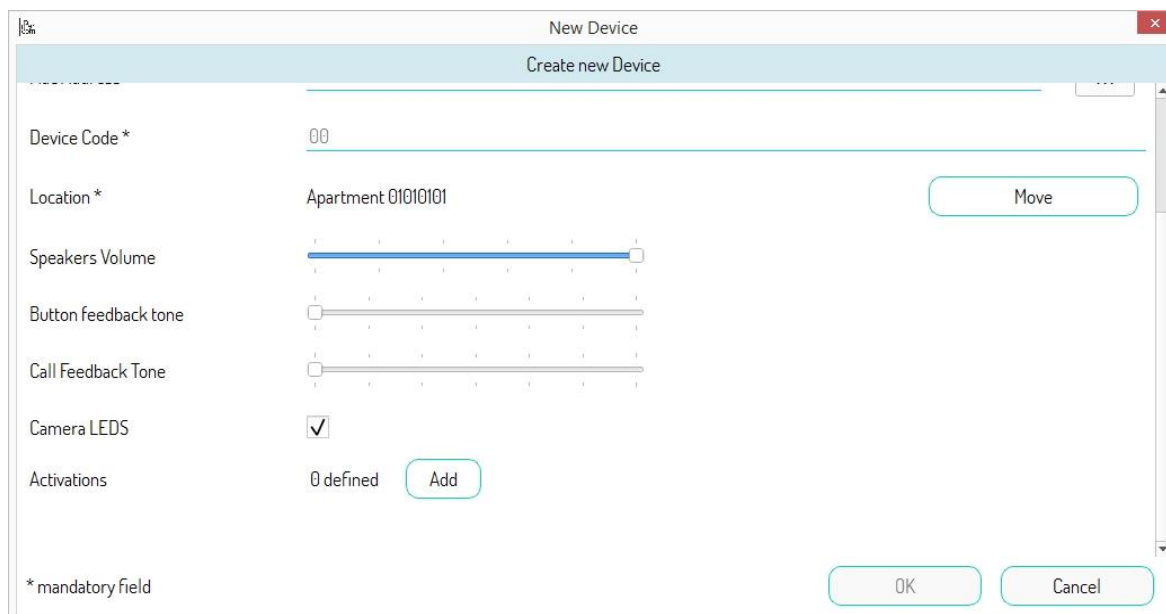 New Device
Create new Device
Device Code * 00
Location * Apartment 01010101 Move
Speakers Volume
Button feedback tone
Call Feedback Tone
Camera LEDS
Activations 0 defined Add
* mandatory field OK Cancel